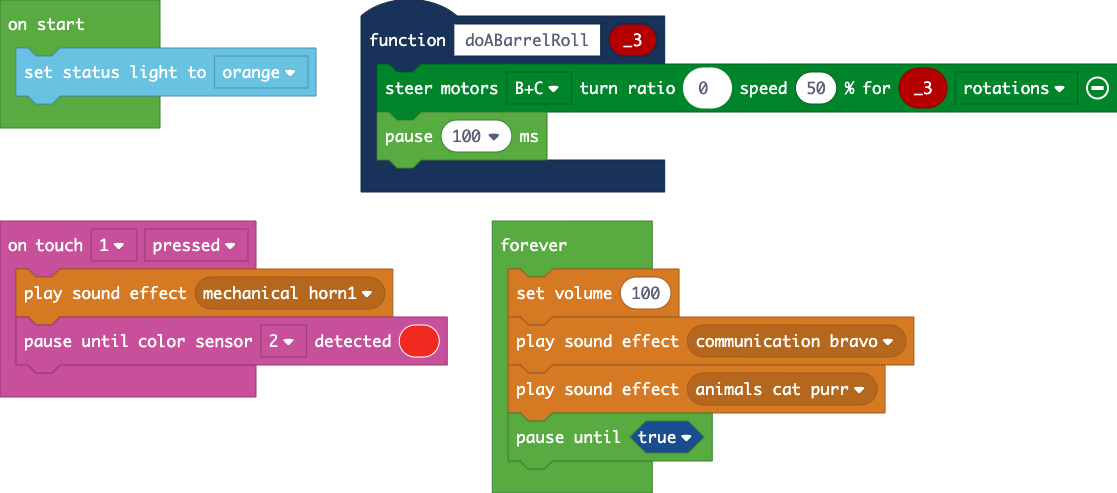 on start
set status light to orange
function doABarrelRoll _3
steer motors B+C turn ratio 0 speed 50 % for _3 rotations
pause 100 ms
on touch 1 pressed
play sound effect mechanical horn1
pause until color sensor 2 detected
forever
set volume 100
play sound effect communication bravo
play sound effect animals cat purr
pause until true